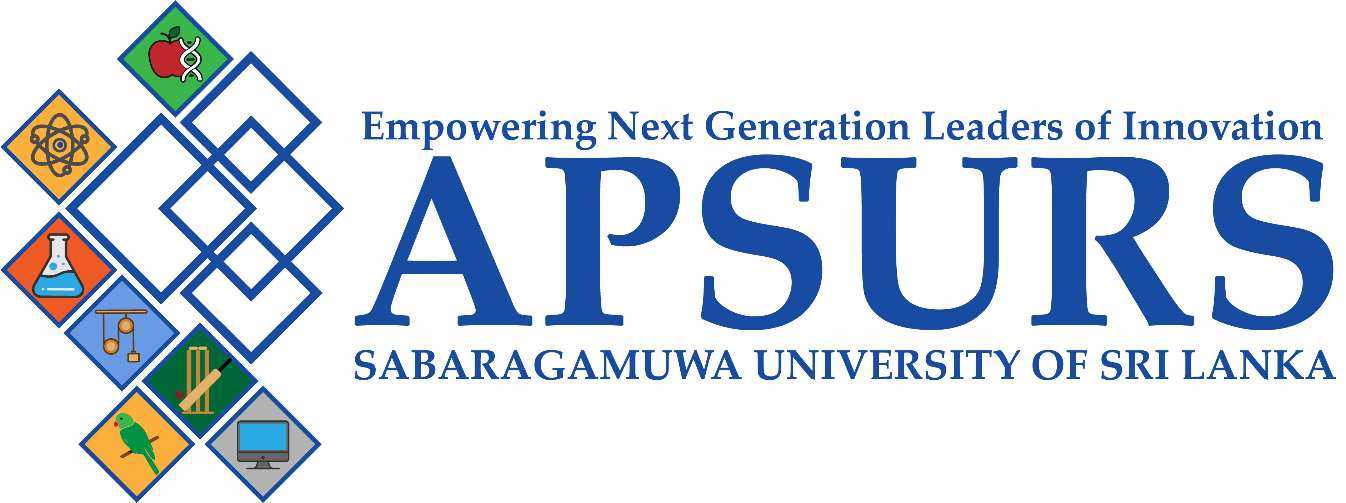 Empowering Next Generation Leaders of Innovation
APSURS
SABARAGAMUWA UNIVERSITY OF SRI LANKA